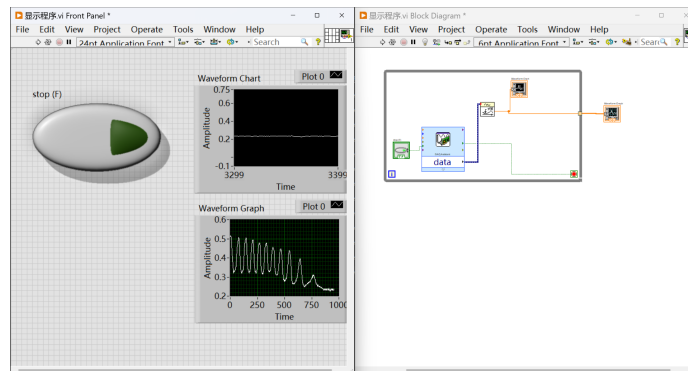 显示程序.vi Front Panel *
File Edit View Project Operate Tools Window Help
24pt Application Font
Search
stop (F)
Waveform Chart
Plot 0
Amplitude
0.75
0.6
0.4
0.2
-0.1
3299 3399
Time
Waveform Graph
Plot 0
Amplitude
0.6
0.5
0.4
0.3
0.2
0 250 500 750 1000
Time
显示程序.vi Block Diagram *
File Edit View Project Operate Tools Window Help
6pt Application Font
Search
data
i